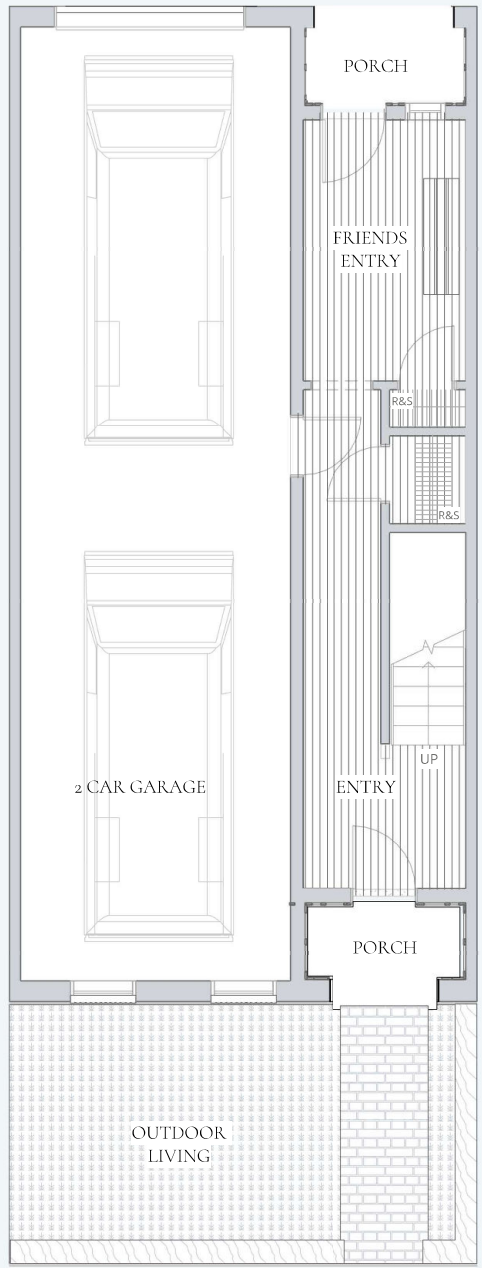 PORCH
FRIENDS
ENTRY
R&S
R&S
UP
2 CAR GARAGE
ENTRY
PORCH
OUTDOOR
LIVING